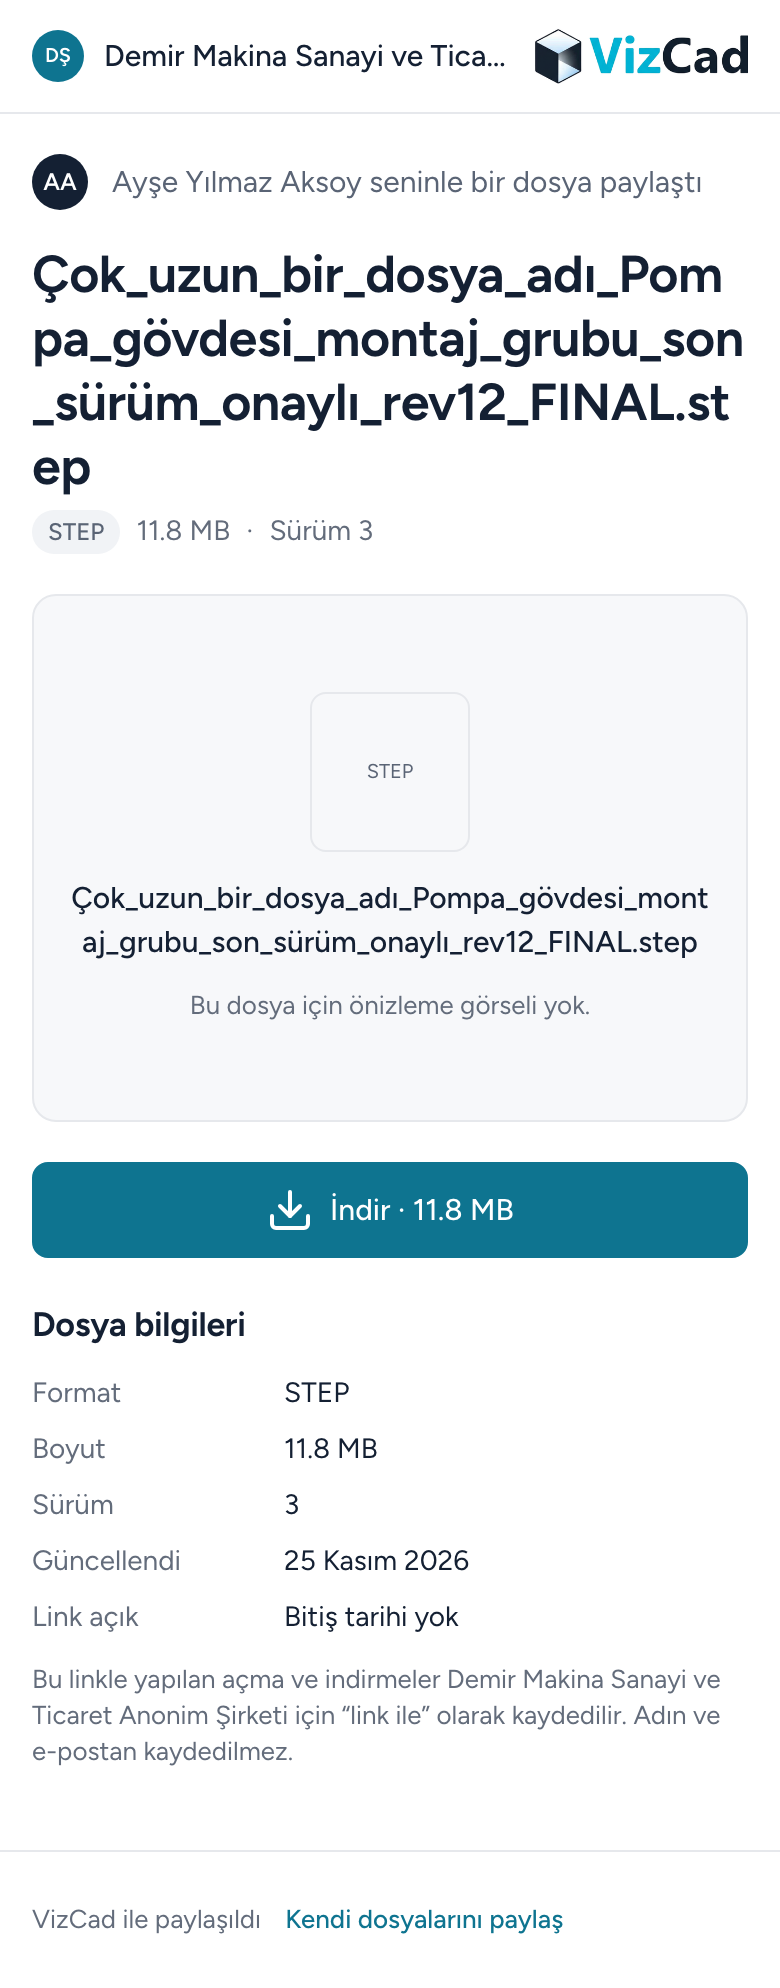 DŞ
Demir Makina Sanayi ve Tica...
VizCad
AA
Ayşe Yılmaz Aksoy seninle bir dosya paylaştı
Çok_uzun_bir_dosya_adı_Pom
pa_gövdesi_montaj_grubu_son
_sürüm_onaylı_rev12_FINAL.st
ep
STEP 11.8 MB · Sürüm 3
STEP
Çok_uzun_bir_dosya_adı_Pompa_gövdesi_mont
aj_grubu_son_sürüm_onaylı_rev12_FINAL.step
Bu dosya için önizleme görseli yok.
İndir · 11.8 MB
Dosya bilgileri
Format STEP
Boyut 11.8 MB
Sürüm 3
Güncellendi 25 Kasım 2026
Link açık Bitiş tarihi yok
Bu linkle yapılan açma ve indirmeler Demir Makina Sanayi ve
Ticaret Anonim Şirketi için “link ile” olarak kaydedilir. Adın ve
e-postan kaydedilmez.
VizCad ile paylaşıldı Kendi dosyalarını paylaş